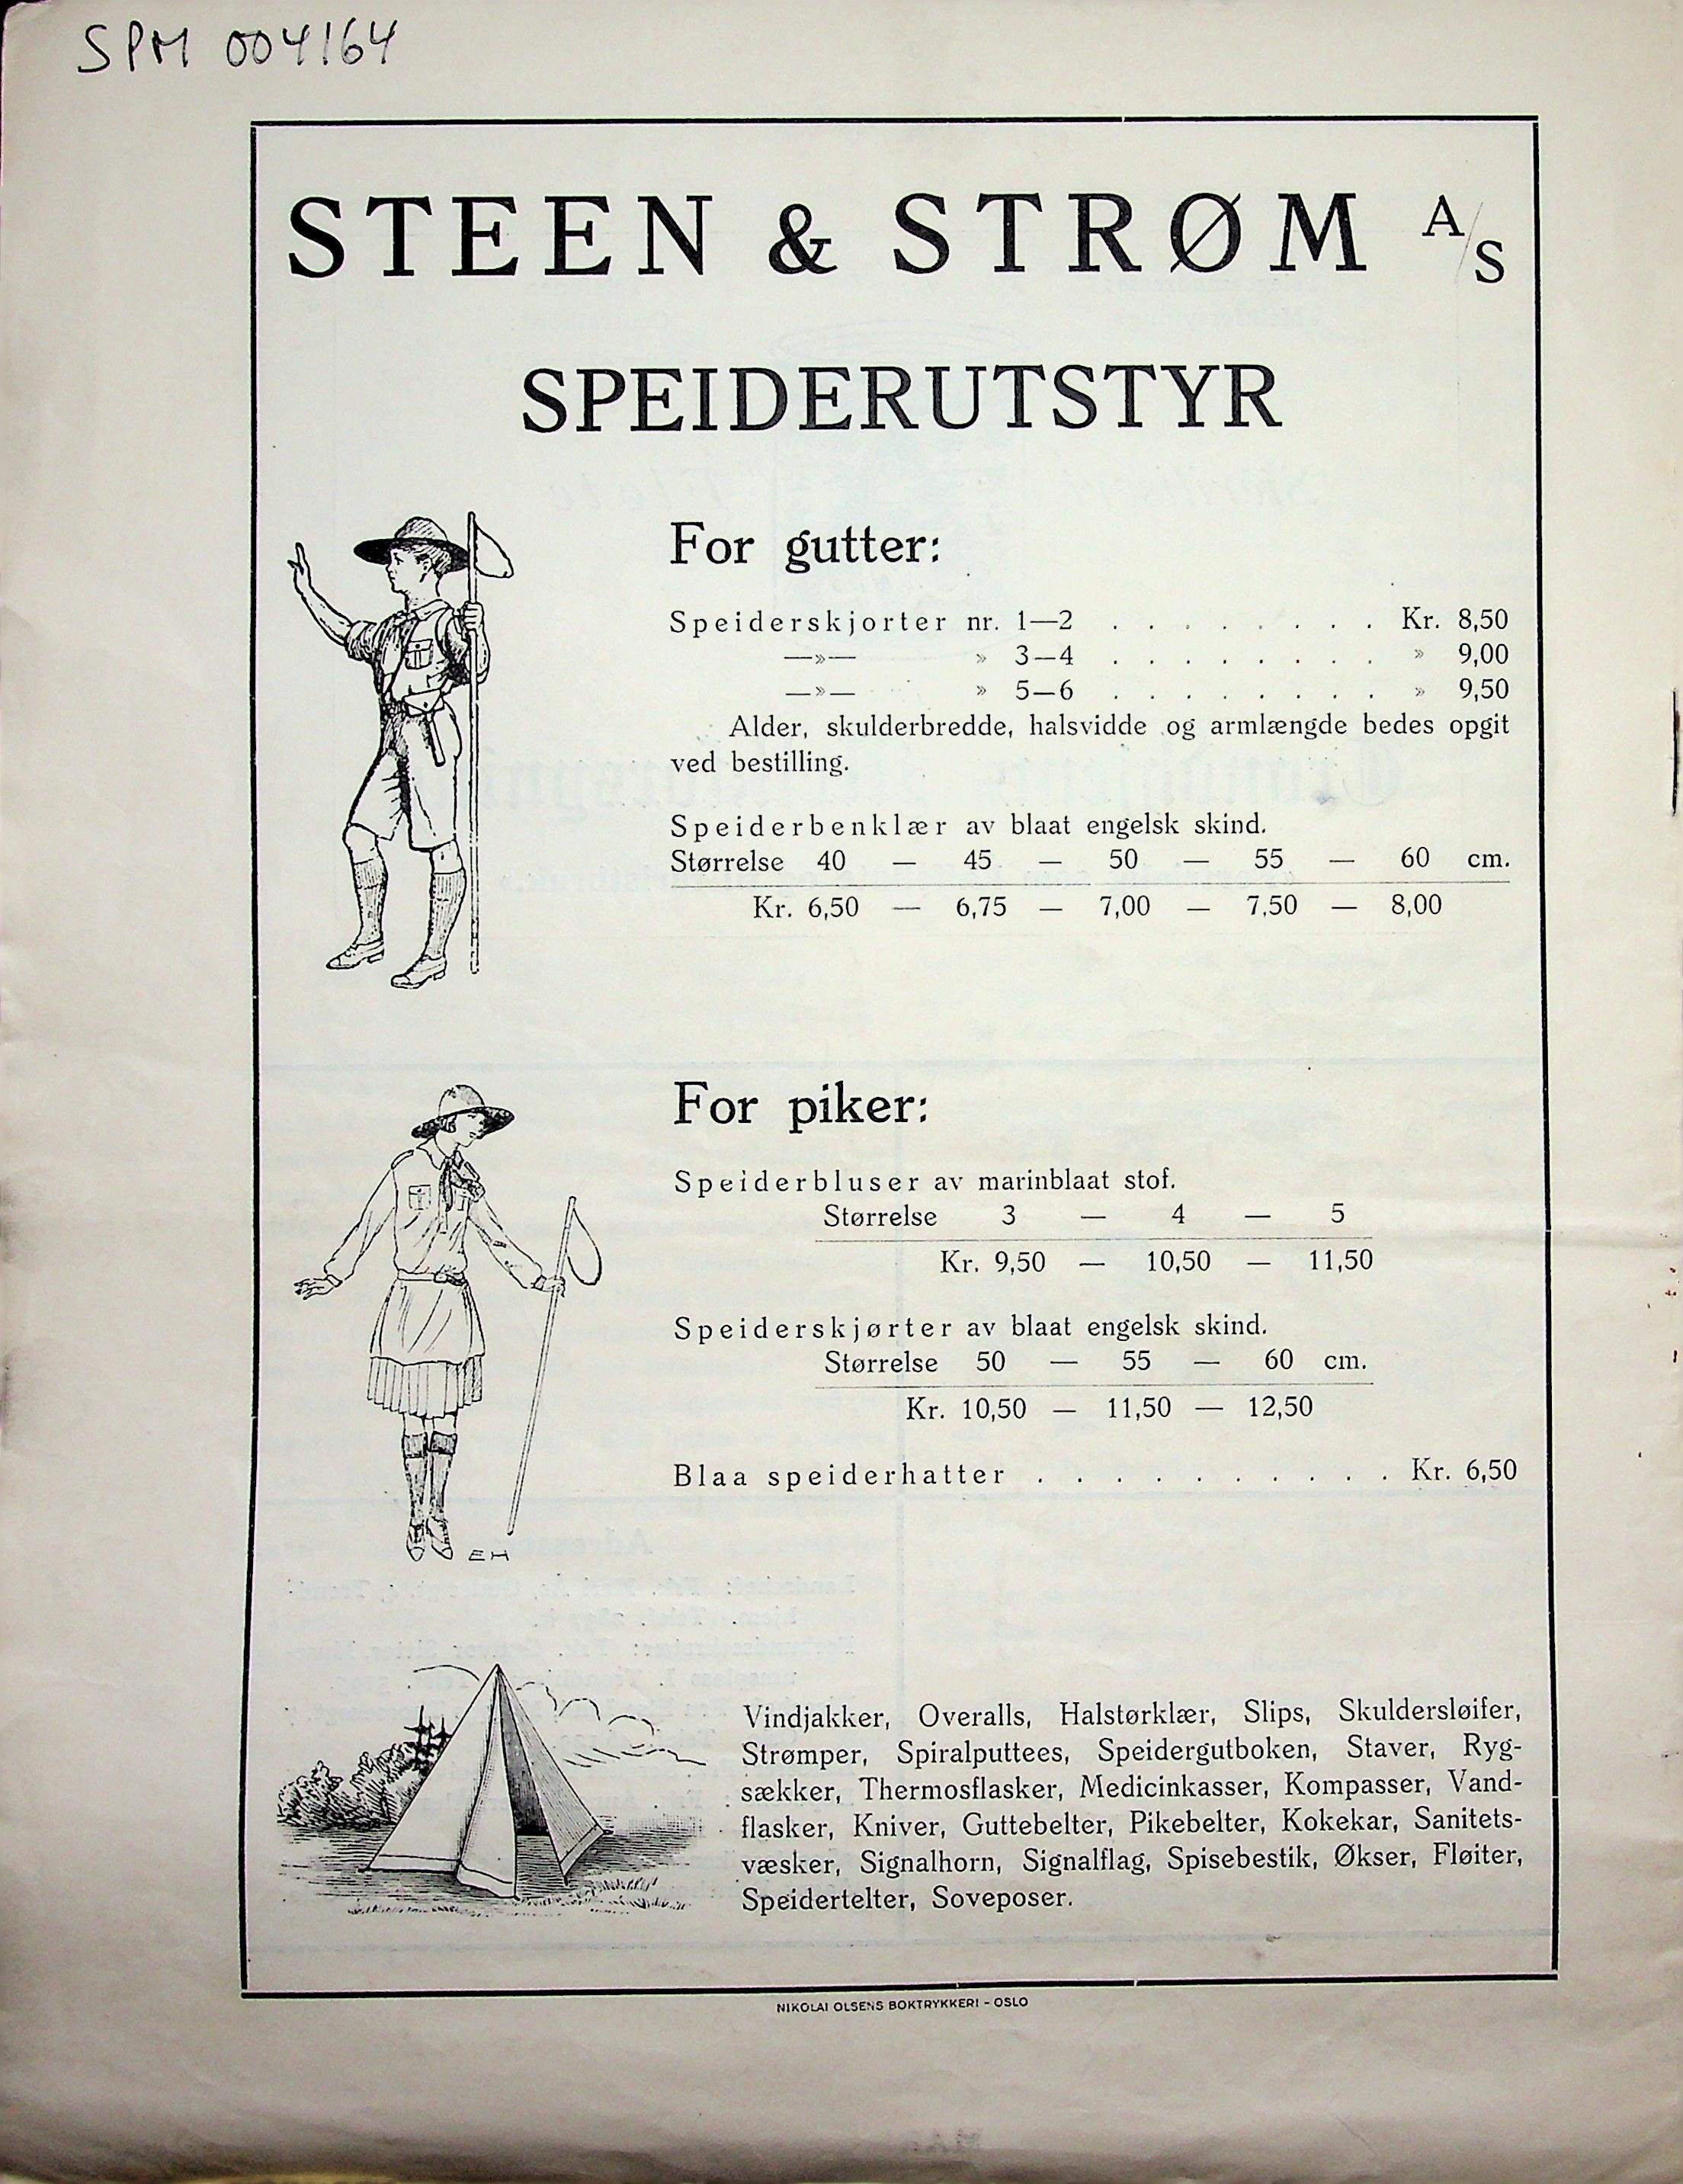 SPM 004164
STEEN & STRØM A/S
SPEIDERUTSTYR
For gutter:
Speiderskjorter nr. 1—2 . . . . . . . . Kr. 8,50
—»— » 3—4 . . . . . . . . » 9,00
—»— » 5—6 . . . . . . . . » 9,50
Alder, skulderbredde, halsvidde og armlængde bedes opgit
ved bestilling.
Speiderbenklær av blaat engelsk skind.
Størrelse 40 — 45 — 50 — 55 — 60 cm.
Kr. 6,50 — 6,75 — 7,00 — 7,50 — 8,00
For piker:
Speiderbluser av marinblaat stof.
Størrelse 3 — 4 — 5
Kr. 9,50 — 10,50 — 11,50
Speiderskjørter av blaat engelsk skind.
Størrelse 50 — 55 — 60 cm.
Kr. 10,50 — 11,50 — 12,50
Blaa speiderhatter . . . . . . . . . . Kr. 6,50
EH
Vindjakker, Overalls, Halstørklær, Slips, Skuldersløifer,
Strømper, Spiralputtees, Speidergutboken, Staver, Ryg-
sækker, Thermosflasker, Medicinkasser, Kompasser, Vand-
flasker, Kniver, Guttebelter, Pikebelter, Kokekar, Sanitets-
væsker, Signalhorn, Signalflag, Spisebestik, Økser, Fløiter,
Speidertelter, Soveposer.
NIKOLAI OLSENS BOKTRYKKERI - OSLO